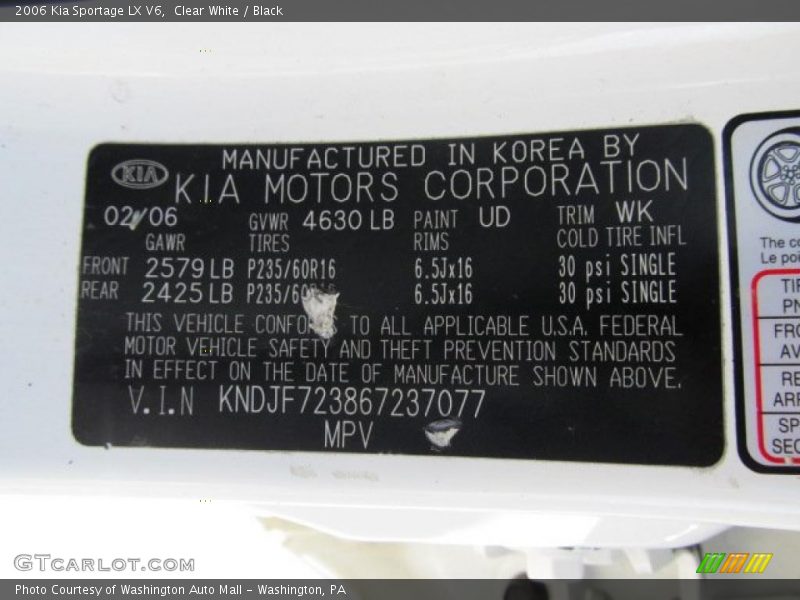 2006 Kia Sportage LX V6,  Clear White / Black
MANUFACTURED IN KOREA BY
KIA KIA MOTORS CORPORATION
02/06 GVWR 4630 LB PAINT UD TRIM WK
GAWR TIRES RIMS COLD TIRE INFL
FRONT 2579 LB P235/60R16 6.5Jx16 30 psi SINGLE
REAR 2425 LB 6.5Jx16 30 psi SINGLE
THIS VEHICLE TO ALL APPLICABLE U.S.A. FEDERAL
MOTOR VEHICLE SAFETY AND THEFT PREVENTION STANDARDS
IN EFFECT ON THE DATE OF MANUFACTURE SHOWN ABOVE.
V.I.N KNDJF723867237077
MPV
The
Le
GTCarlot.com
Photo Courtesy of Washington Auto Mall - Washington, PA